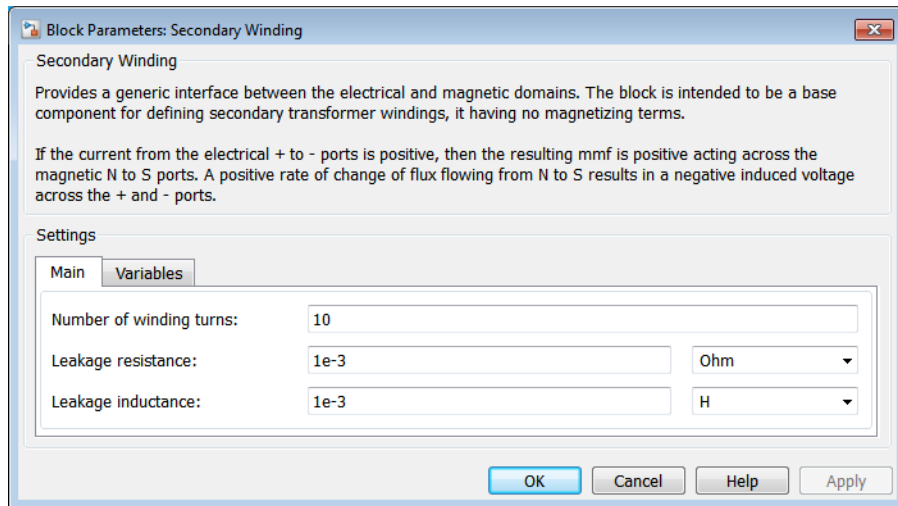 Block Parameters: Secondary Winding
Secondary Winding
Provides a generic interface between the electrical and magnetic domains. The block is intended to be a base
component for defining secondary transformer windings, it having no magnetizing terms.
If the current from the electrical + to - ports is positive, then the resulting mmf is positive acting across the
magnetic N to S ports. A positive rate of change of flux flowing from N to S results in a negative induced voltage
across the + and - ports.
Settings
Main Variables
Number of winding turns: 10
Leakage resistance: 1e-3 Ohm
Leakage inductance: 1e-3 H
OK Cancel Help Apply